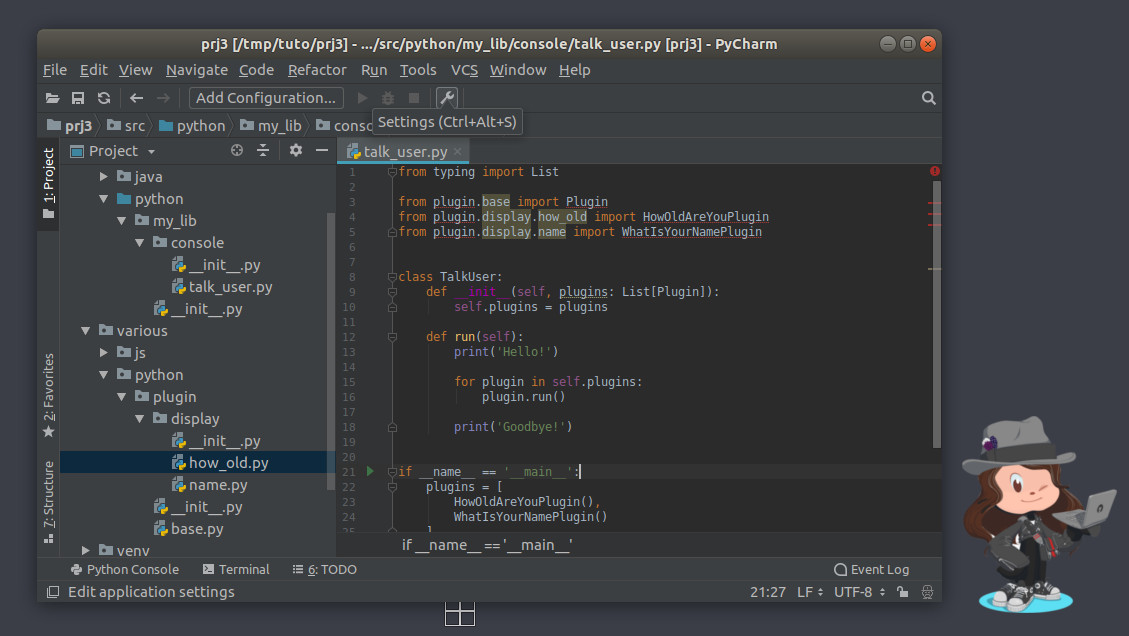 prj3 [/tmp/tuto/prj3] - .../src/python/my_lib/console/talk_user.py [prj3] - PyCharm
File Edit View Navigate Code Refactor Run Tools VCS Window Help
Add Configuration...
prj3 src python my_lib
Settings (Ctrl+Alt+S)
1: Project
Project
talk_user.py
java
python
my_lib
console
__init__.py
talk_user.py
__init__.py
various
js
python
plugin
display
__init__.py
how_old.py
name.py
__init__.py
base.py
venv
2: Favorites
7: Structure
1 from typing import List
2
3 from plugin.base import Plugin
4 from plugin.display.how_old import HowOldAreYouPlugin
5 from plugin.display.name import WhatIsYourNamePlugin
6
7
8 class TalkUser:
9 def __init__(self, plugins: List[Plugin]):
10 self.plugins = plugins
11
12 def run(self):
13 print('Hello!')
14
15 for plugin in self.plugins:
16 plugin.run()
17
18 print('Goodbye!')
19
20
21 if __name__ == '__main__':
22 plugins = [
23 HowOldAreYouPlugin(),
24 WhatIsYourNamePlugin()
25 ]
if __name__ == '__main__'
Python Console Terminal 6: TODO Event Log
Edit application settings 21:27 LF UTF-8